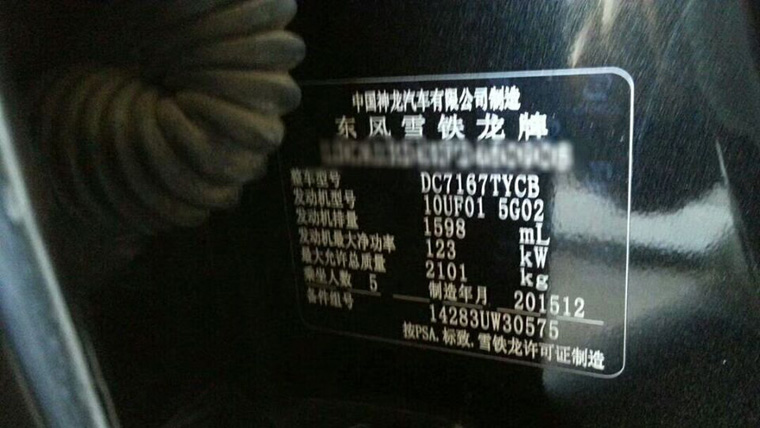 中国神龙汽车有限公司制造
东风雪铁龙牌
整车型号 DC7167TYCB
发动机型号 10UF01 5G02
发动机排量 1598 mL
发动机最大净功率 123 kW
最大允许总质量 2101 kg
乘坐人数 5 制造年月 201512
备件组号 14283UW30575
按PSA.标致.雪铁龙许可证制造